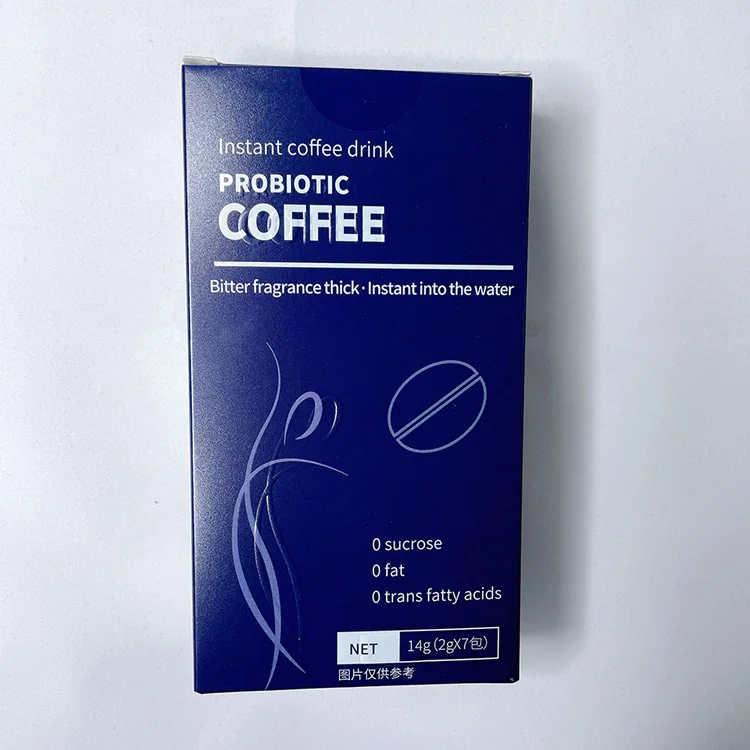 Instant coffee drink
PROBIOTIC
COFFEE
Bitter fragrance thick · Instant into the water
0 sucrose
0 fat
0 trans fatty acids
NET 14g(2gX7包)
图片仅供参考